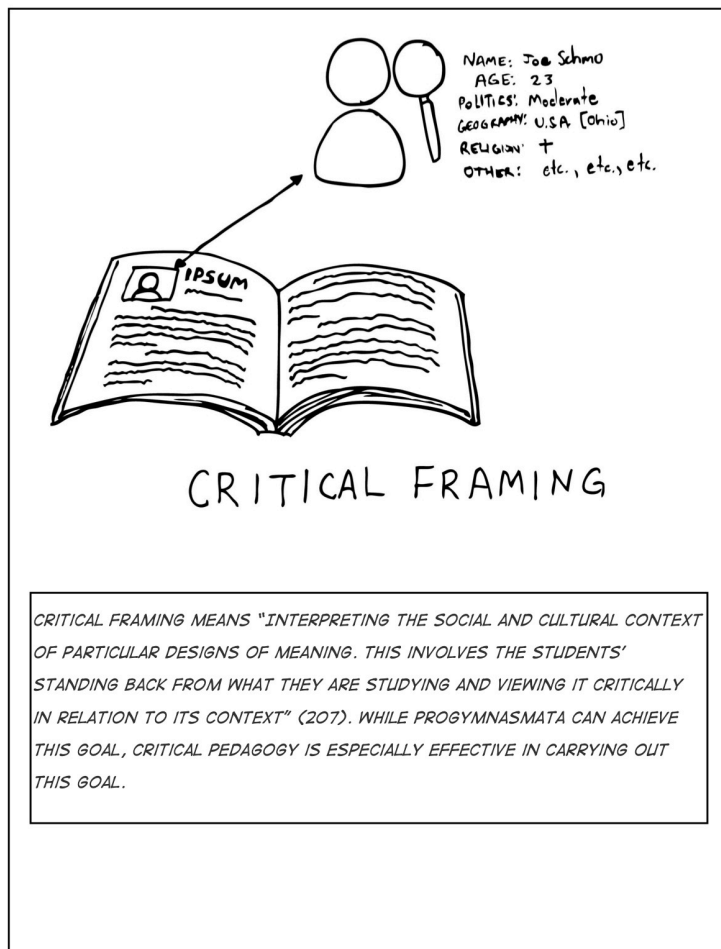 NAME: Joe Schmo
AGE: 23
POLITICS: Moderate
GEOGRAPHY: U.S.A. [Ohio]
RELIGION: †
OTHER: etc., etc., etc.
IPSUM
CRITICAL FRAMING
CRITICAL FRAMING MEANS "INTERPRETING THE SOCIAL AND CULTURAL CONTEXT
OF PARTICULAR DESIGNS OF MEANING. THIS INVOLVES THE STUDENTS'
STANDING BACK FROM WHAT THEY ARE STUDYING AND VIEWING IT CRITICALLY
IN RELATION TO ITS CONTEXT" (207). WHILE PROGYMNASMATA CAN ACHIEVE
THIS GOAL, CRITICAL PEDAGOGY IS ESPECIALLY EFFECTIVE IN CARRYING OUT
THIS GOAL.